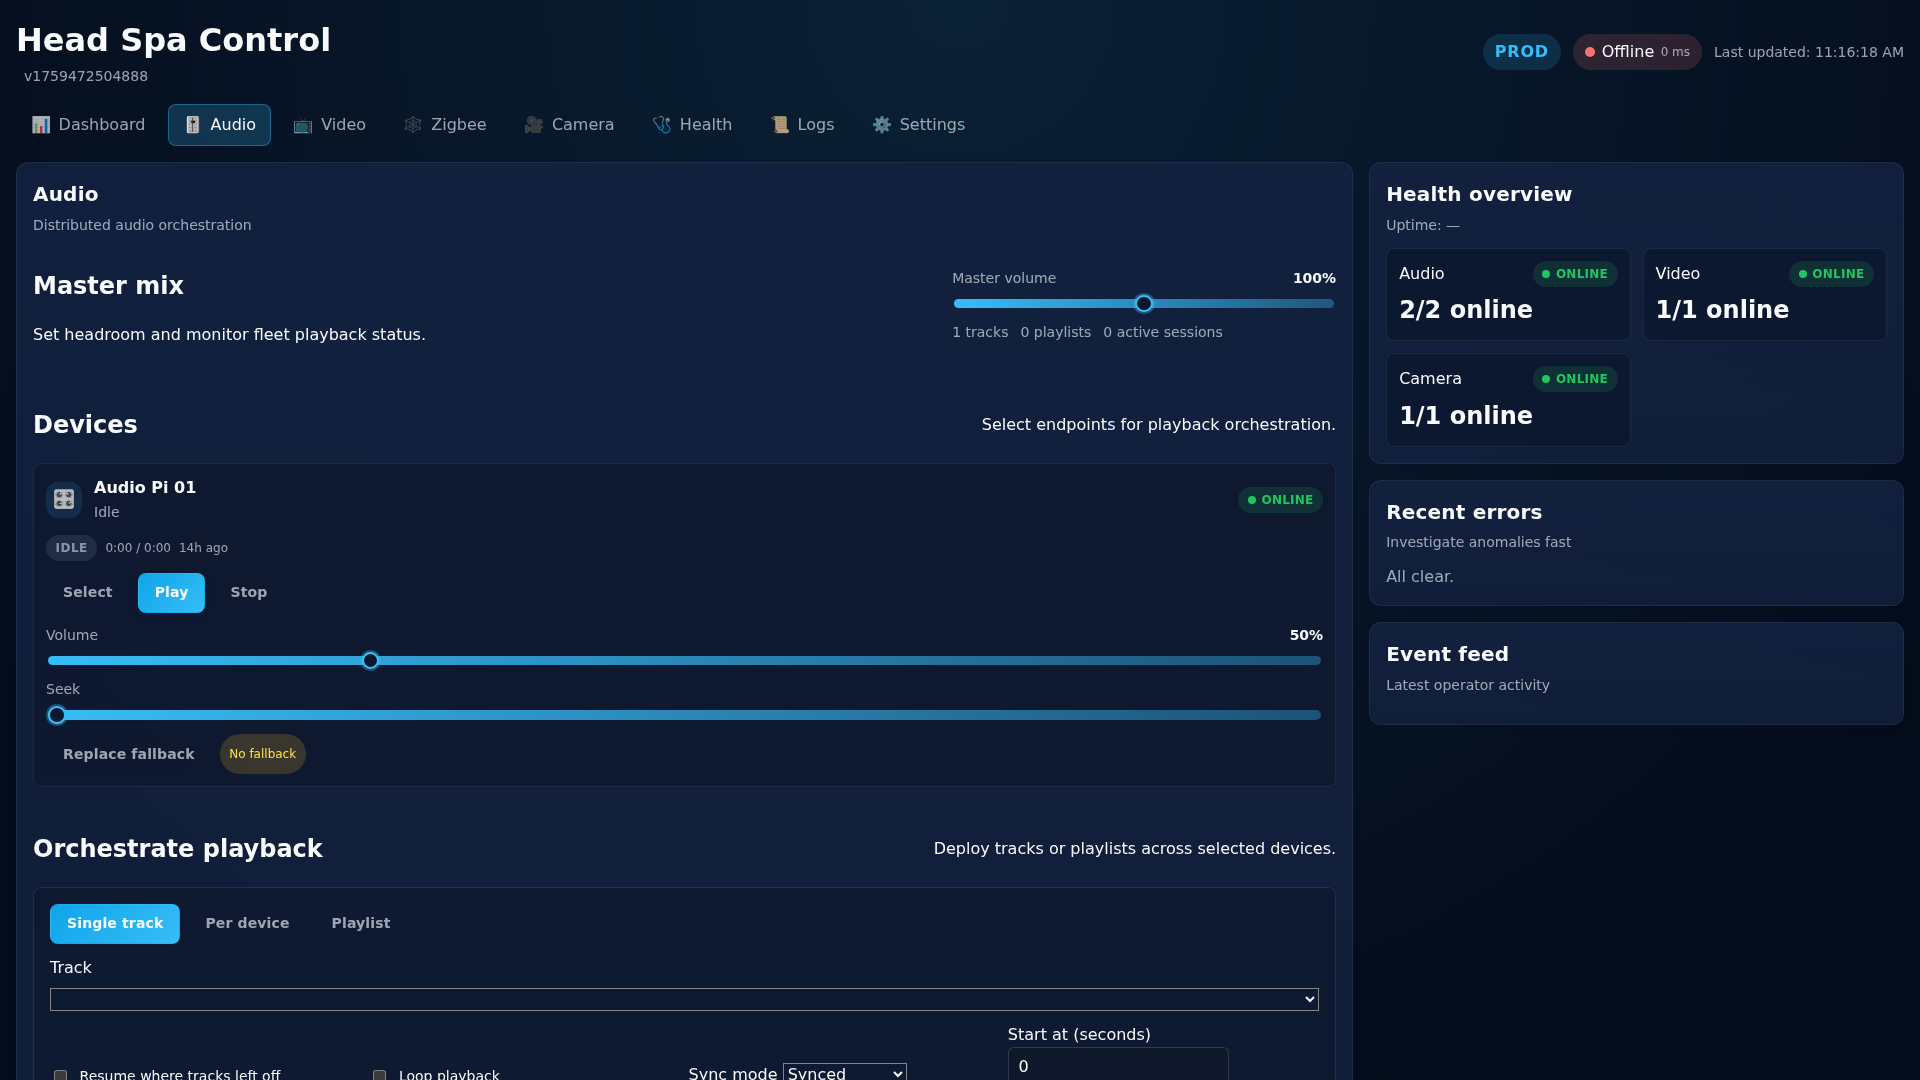 Head Spa Control
v1759472504888
PROD
Offline 0 ms
Last updated: 11:16:18 AM
Dashboard
Audio
Video
Zigbee
Camera
Health
Logs
Settings
Audio
Distributed audio orchestration
Master mix
Set headroom and monitor fleet playback status.
Master volume 100%
1 tracks 0 playlists 0 active sessions
Devices
Select endpoints for playback orchestration.
Audio Pi 01
Idle
ONLINE
IDLE 0:00 / 0:00 14h ago
Select Play Stop
Volume 50%
Seek
Replace fallback No fallback
Orchestrate playback
Deploy tracks or playlists across selected devices.
Single track Per device Playlist
Track
Start at (seconds)
0
Resume where tracks left off
Loop playback
Sync mode Synced
Health overview
Uptime: —
Audio ONLINE
2/2 online
Video ONLINE
1/1 online
Camera ONLINE
1/1 online
Recent errors
Investigate anomalies fast
All clear.
Event feed
Latest operator activity